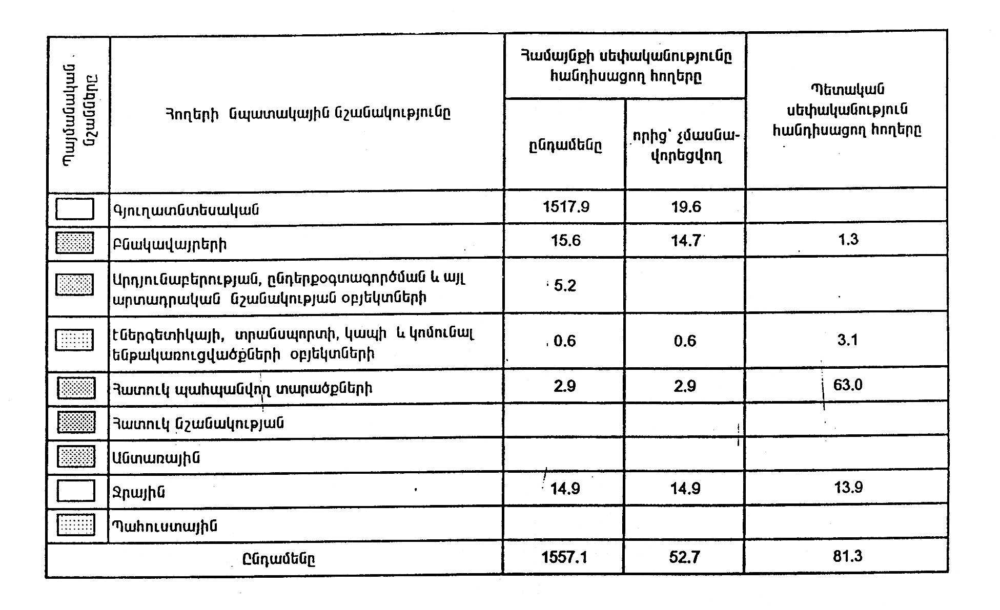 Պայմանական
նշաններ
Հողերի նպատակային նշանակությունը
Համայնքի սեփականությունը
հանդիսացող հողերը
ընդամենը
որից՝ չմասնա-
վորեցվող
Պետական
սեփականություն
հանդիսացող հողերը
Գյուղատնտեսական 1517.9 19.6
Բնակավայրերի 15.6 14.7 1.3
Արդյունաբերության, ընդերքօգտագործման և այլ
արտադրական նշանակության օբյեկտների 5.2
Էներգետիկայի, տրանսպորտի, կապի և կոմունալ
ենթակառուցվածքների օբյեկտների 0.6 0.6 3.1
Հատուկ պահպանվող տարածքների 2.9 2.9 63.0
Հատուկ նշանակության
Անտառային
Ջրային 14.9 14.9 13.9
Պահուստային
Ընդամենը 1557.1 52.7 81.3